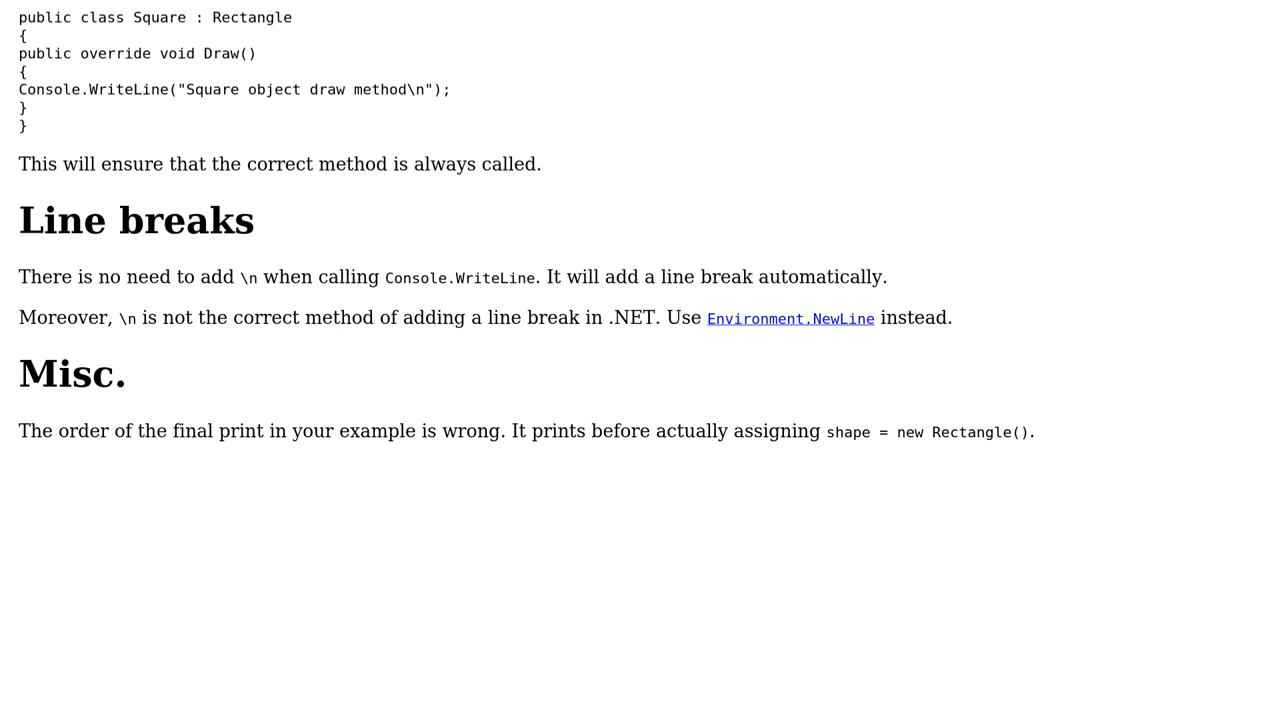 public class Square : Rectangle
{
public override void Draw()
{
Console.WriteLine("Square object draw method\n");
}
}
This will ensure that the correct method is always called.
Line breaks
There is no need to add \n when calling Console.WriteLine. It will add a line break automatically.
Moreover, \n is not the correct method of adding a line break in .NET. Use Environment.NewLine instead.
Misc.
The order of the final print in your example is wrong. It prints before actually assigning shape = new Rectangle().